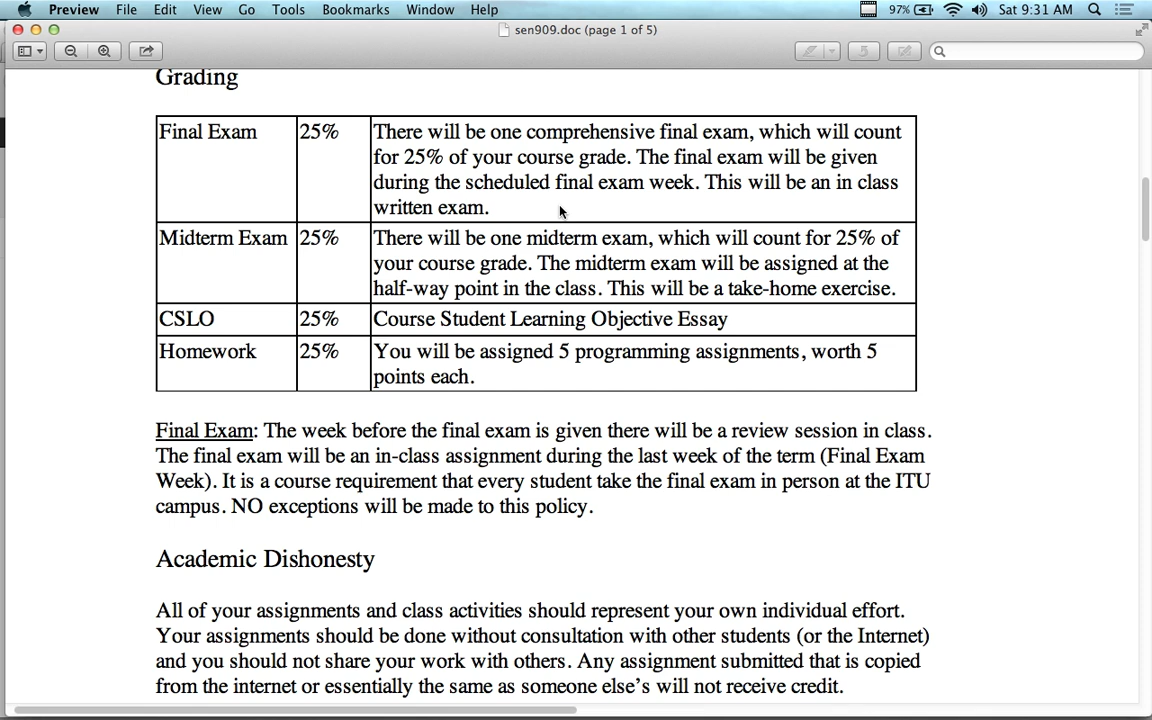 Preview File Edit View Go Tools Bookmarks Window Help 97% Sat 9:31 AM
sen909.doc (page 1 of 5)
Grading
Final Exam 25% There will be one comprehensive final exam, which will count
for 25% of your course grade. The final exam will be given
during the scheduled final exam week. This will be an in class
written exam.
Midterm Exam 25% There will be one midterm exam, which will count for 25% of
your course grade. The midterm exam will be assigned at the
half-way point in the class. This will be a take-home exercise.
CSLO 25% Course Student Learning Objective Essay
Homework 25% You will be assigned 5 programming assignments, worth 5
points each.
Final Exam: The week before the final exam is given there will be a review session in class.
The final exam will be an in-class assignment during the last week of the term (Final Exam
Week). It is a course requirement that every student take the final exam in person at the ITU
campus. NO exceptions will be made to this policy.
Academic Dishonesty
All of your assignments and class activities should represent your own individual effort.
Your assignments should be done without consultation with other students (or the Internet)
and you should not share your work with others. Any assignment submitted that is copied
from the internet or essentially the same as someone else’s will not receive credit.